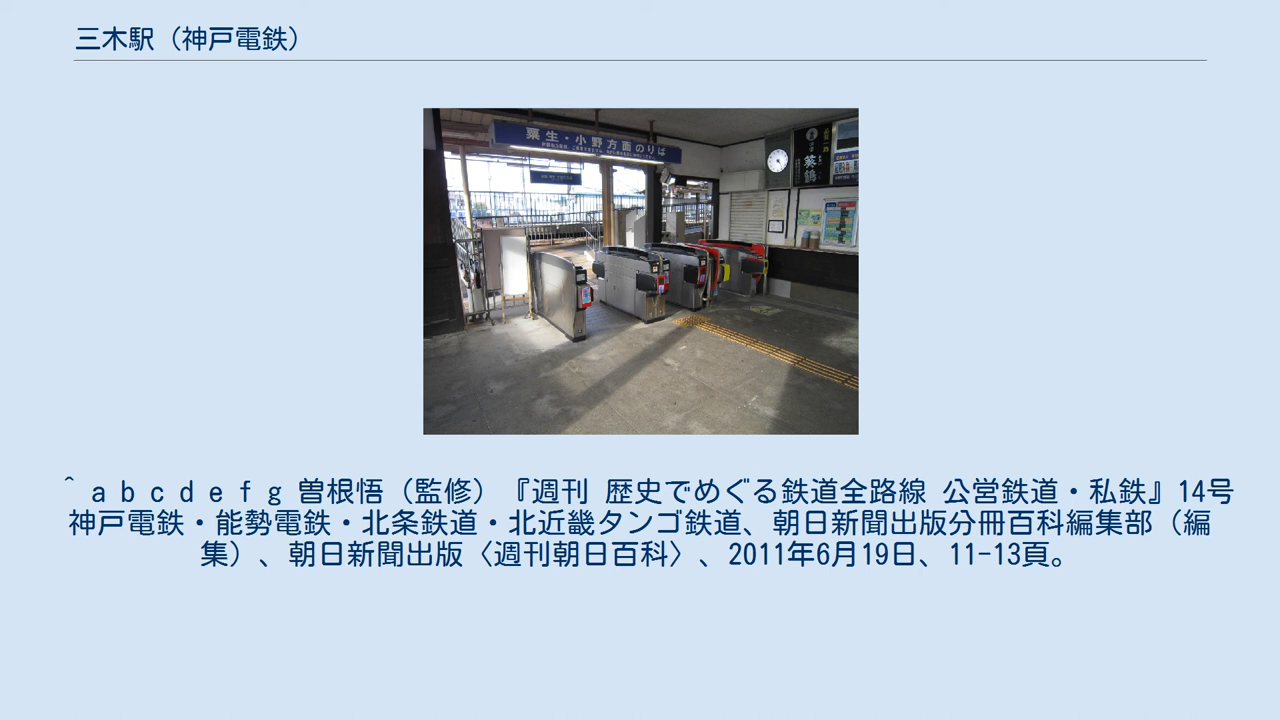 三木駅（神戸電鉄）
粟生・小野方面のりば
葵鶴
^ a b c d e f g 曽根悟（監修）『週刊 歴史でめぐる鉄道全路線 公営鉄道・私鉄』14号
神戸電鉄・能勢電鉄・北条鉄道・北近畿タンゴ鉄道、朝日新聞出版分冊百科編集部（編
集）、朝日新聞出版〈週刊朝日百科〉、2011年6月19日、11-13頁。